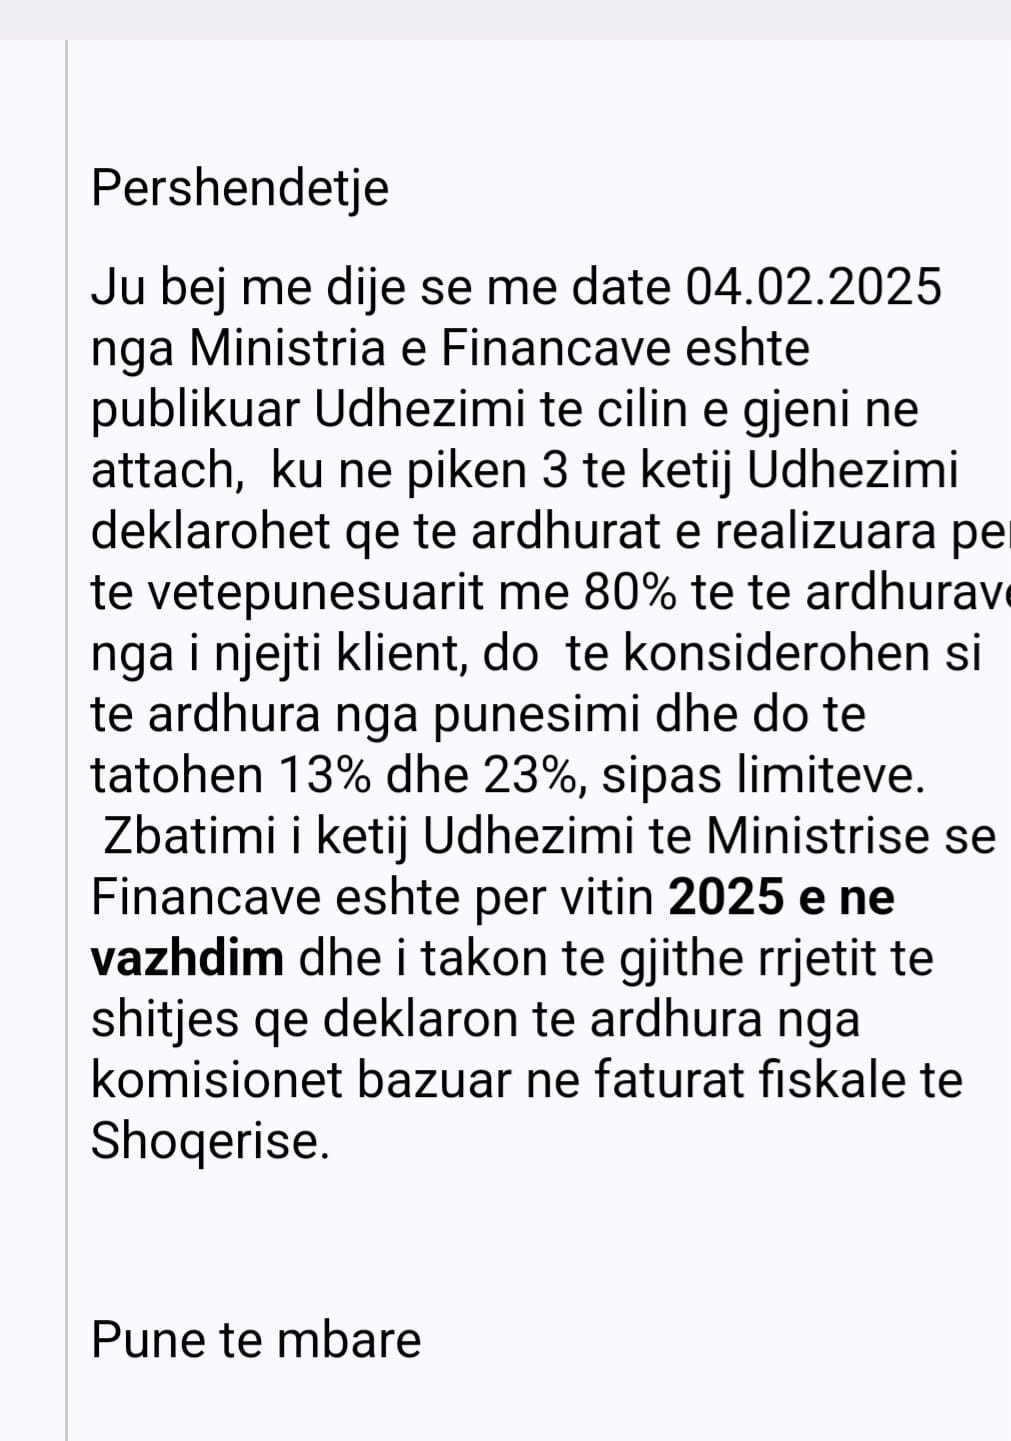 Pershendetje
Ju bej me dije se me date 04.02.2025
nga Ministria e Financave eshte
publikuar Udhezimi te cilin e gjeni ne
attach,  ku ne piken 3 te ketij Udhezimi
deklarohet qe te ardhurat e realizuara per
te vetepunesuarit me 80% te te ardhurave
nga i njejti klient, do  te konsiderohen si
te ardhura nga punesimi dhe do te
tatohen 13% dhe 23%, sipas limiteve.
Zbatimi i ketij Udhezimi te Ministrise se
Financave eshte per vitin 2025 e ne
vazhdim dhe i takon te gjithe rrjetit te
shitjes qe deklaron te ardhura nga
komisionet bazuar ne faturat fiskale te
Shoqerise.
Pune te mbare